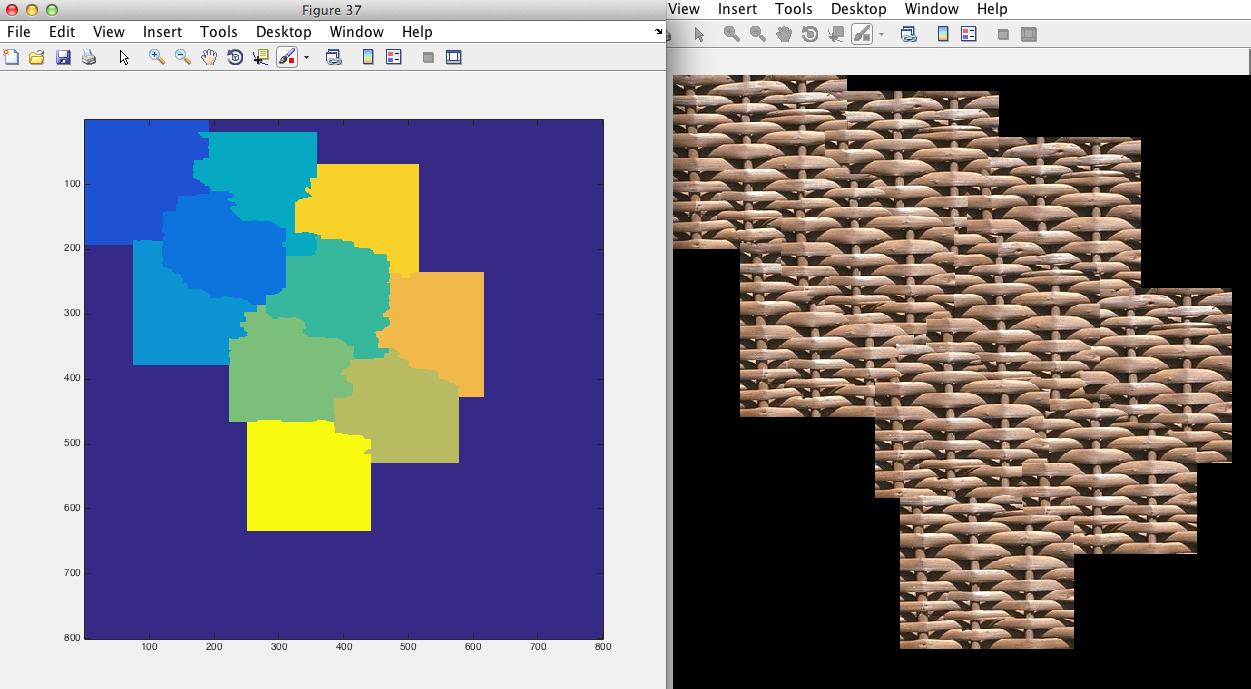 Figure 37
File Edit View Insert Tools Desktop Window Help
View Insert Tools Desktop Window Help
100
200
300
400
500
600
700
800
100 200 300 400 500 600 700 800